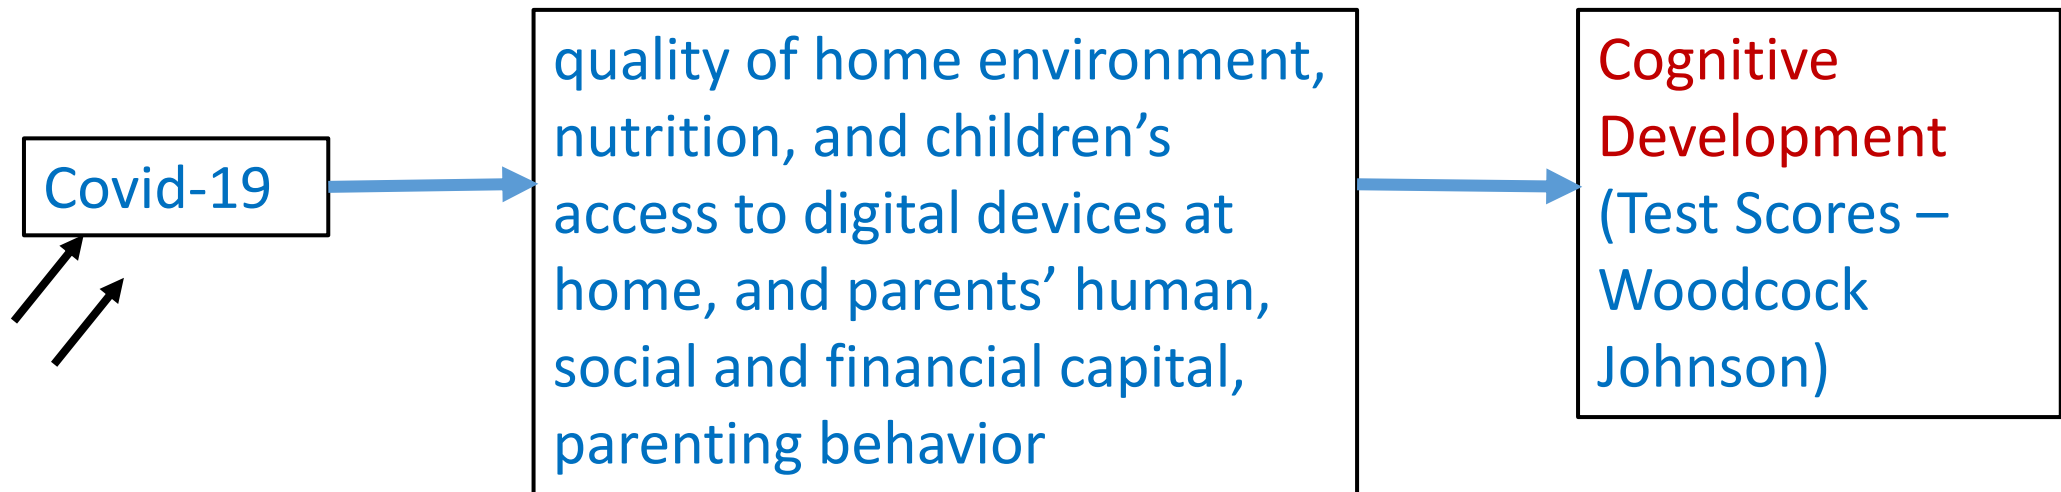 Covid-19
quality of home environment,
nutrition, and children’s
access to digital devices at
home, and parents’ human,
social and financial capital,
parenting behavior
Cognitive
Development
(Test Scores –
Woodcock
Johnson)